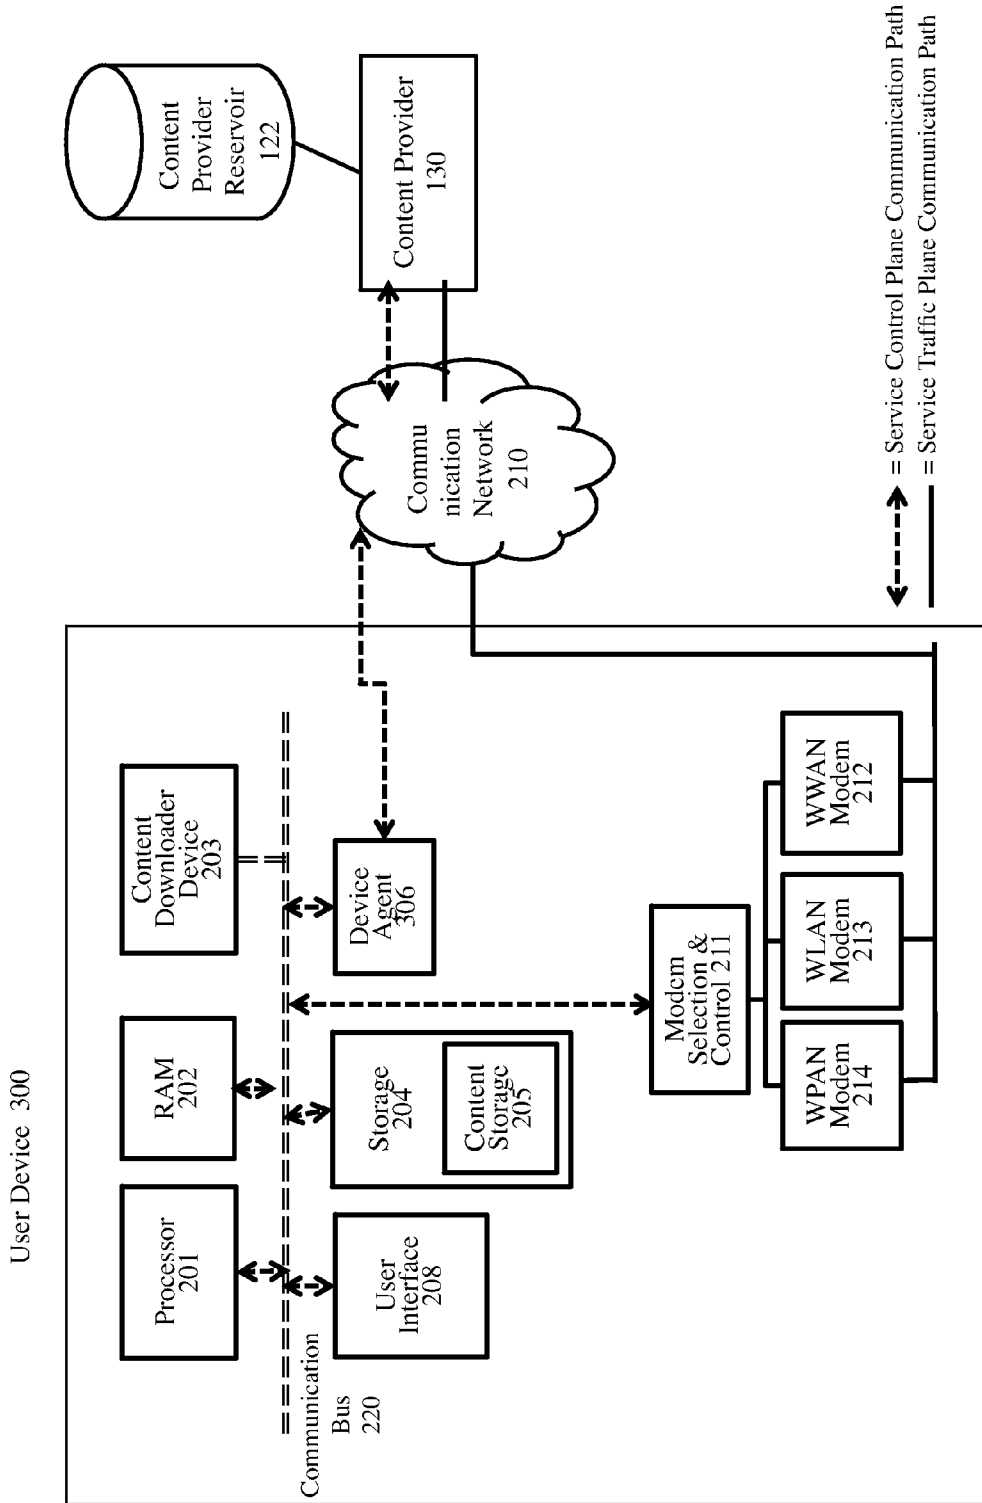 User Device 300
Processor
201
RAM
202
Content
Downloader
Device
203
Communication
Bus
220
User
Interface
208
Storage
204
Content
Storage
205
Device
Agent
306
Modem
Selection &
Control 211
WPAN
Modem
214
WLAN
Modem
213
WWAN
Modem
212
Commu
nication
Network
210
Content
Provider
Reservoir
122
Content Provider
130
= Service Control Plane Communication Path
= Service Traffic Plane Communication Path